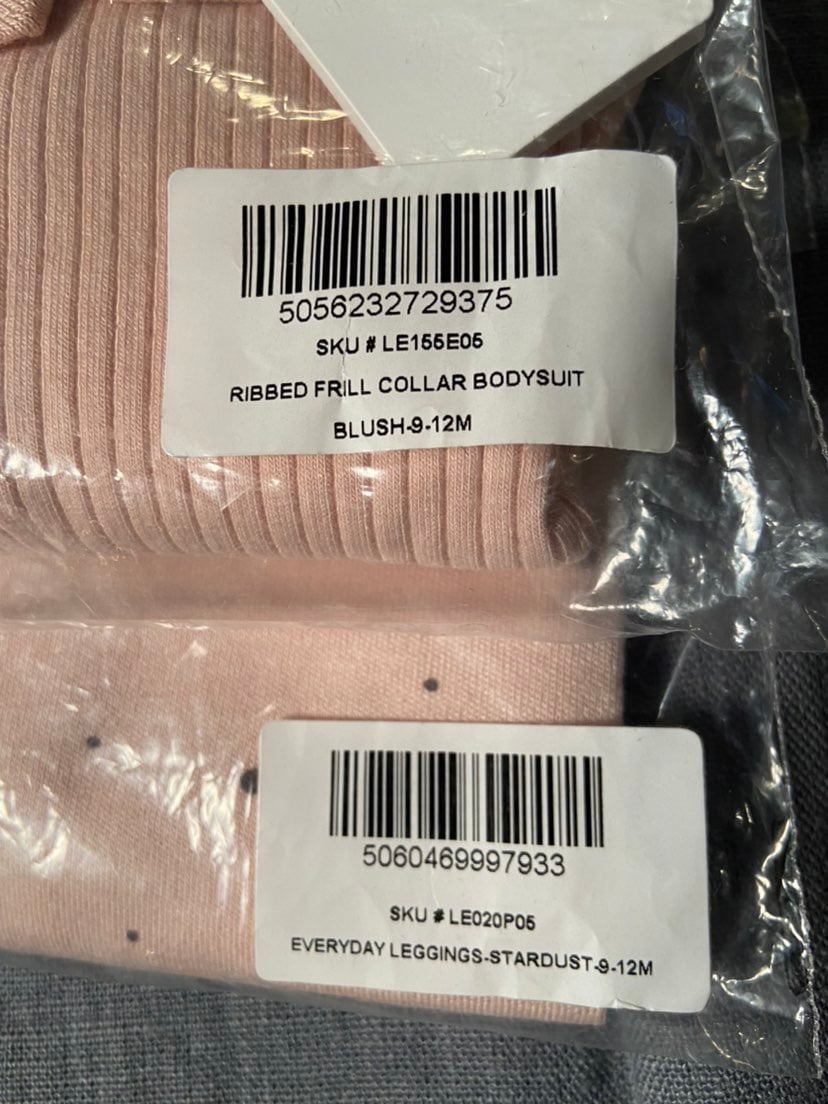 5056232729375
SKU # LE155E05
RIBBED FRILL COLLAR BODYSUIT
BLUSH-9-12M
5060469997933
SKU # LE020P05
EVERYDAY LEGGINGS-STARDUST-9-12M